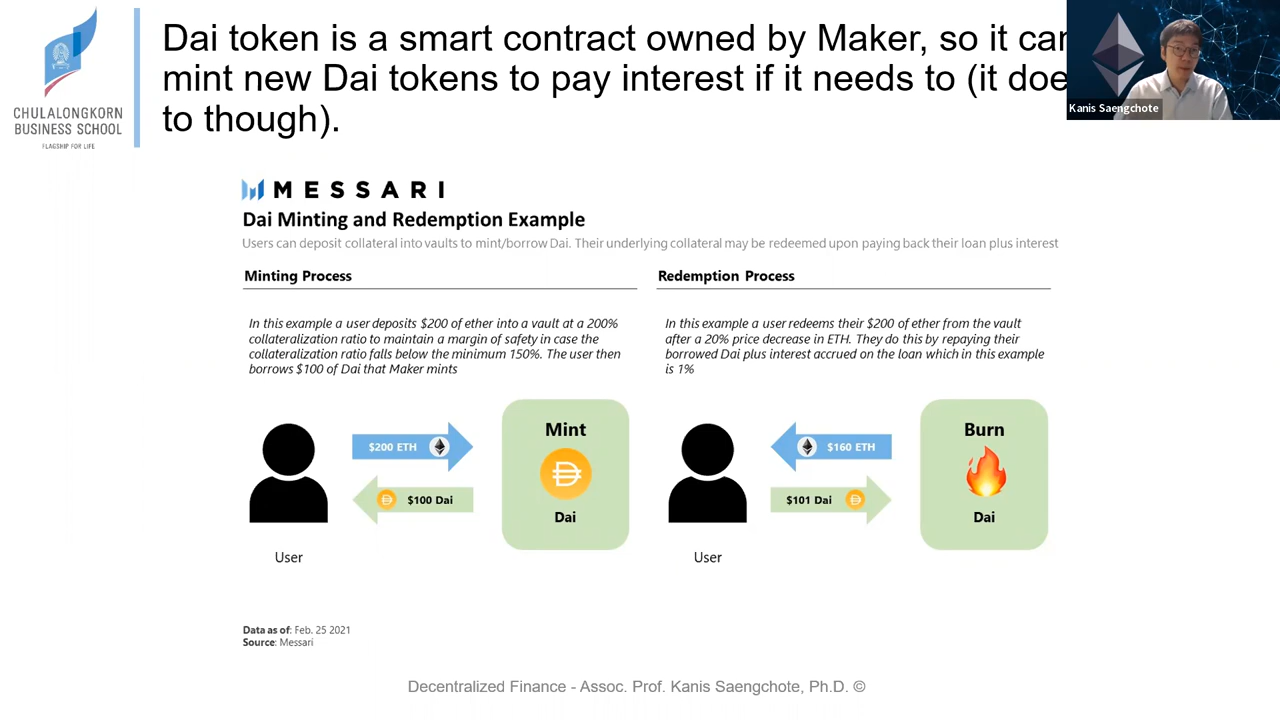 Dai token is a smart contract owned by Maker, so it can
mint new Dai tokens to pay interest if it needs to (it
to though).
CHULALONGKORN
BUSINESS SCHOOL
FLAGSHIP FOR LIFE
Kanis Saengchote
MESSARI
Dai Minting and Redemption Example
Users can deposit collateral into vaults to mint/borrow Dai. Their underlying collateral may be redeemed upon paying back their loan plus interest
Minting Process
In this example a user deposits $200 of ether into a vault at a 200%
collateralization ratio to maintain a margin of safety in case the
collateralization ratio falls below the minimum 150%. The user then
borrows $100 of Dai that Maker mints
$200 ETH
$100 Dai
User
Mint
Dai
Redemption Process
In this example a user redeems their $200 of ether from the vault
after a 20% price decrease in ETH. They do this by repaying their
borrowed Dai plus interest accrued on the loan which in this example
is 1%
$160 ETH
$101 Dai
User
Burn
Dai
Data as of: Feb. 25 2021
Source: Messari
Decentralized Finance - Assoc. Prof. Kanis Saengchote, Ph.D. ©